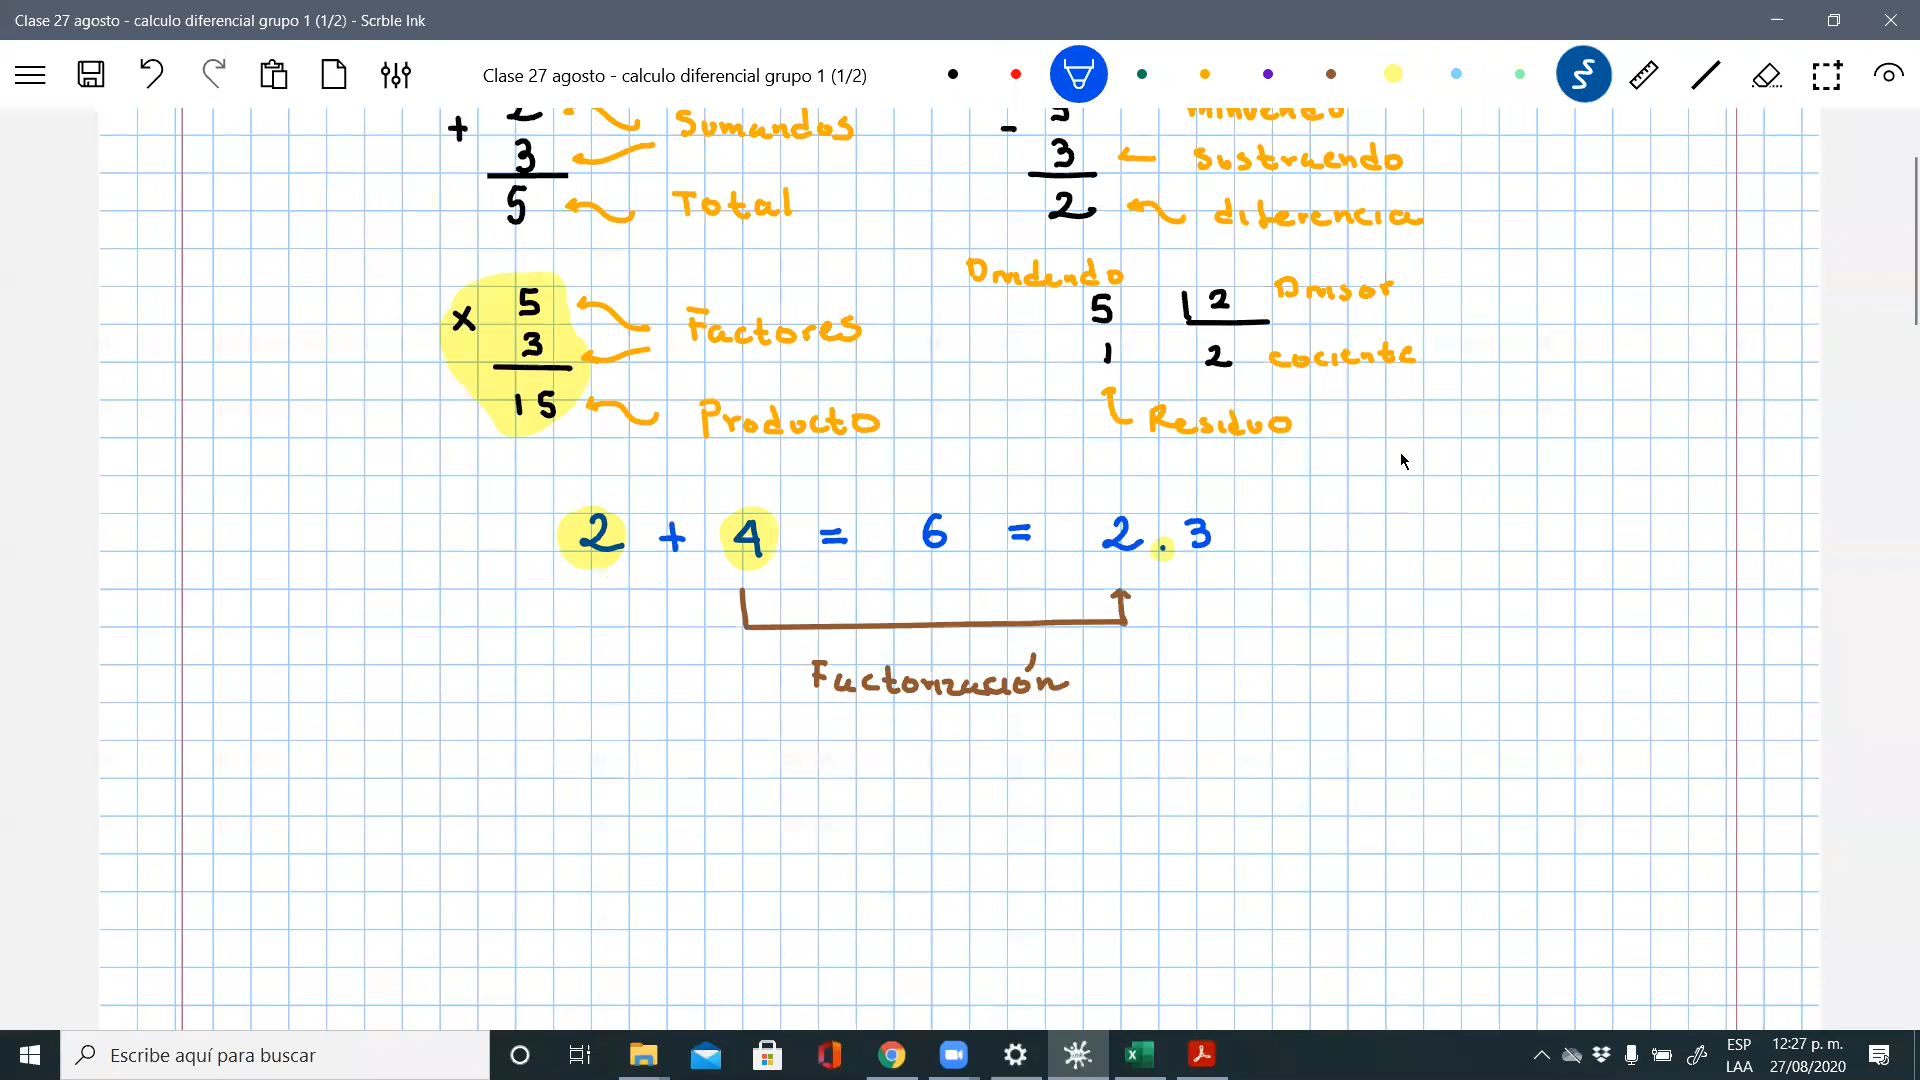 Clase 27 agosto - calculo diferencial grupo 1 (1/2) - Scrble Ink
Clase 27 agosto - calculo diferencial grupo 1 (1/2)
+ 2 Sumandos
3
5 Total
- 5 Minuendo
3 Sustraendo
2 diferencia
x 5
3 Factores
15 Producto
Dividendo
5 2 Divisor
1 2 cociente
Residuo
2 + 4 = 6 = 2 . 3
Factorización
Escribe aquí para buscar
ESP
LAA
12:27 p. m.
27/08/2020